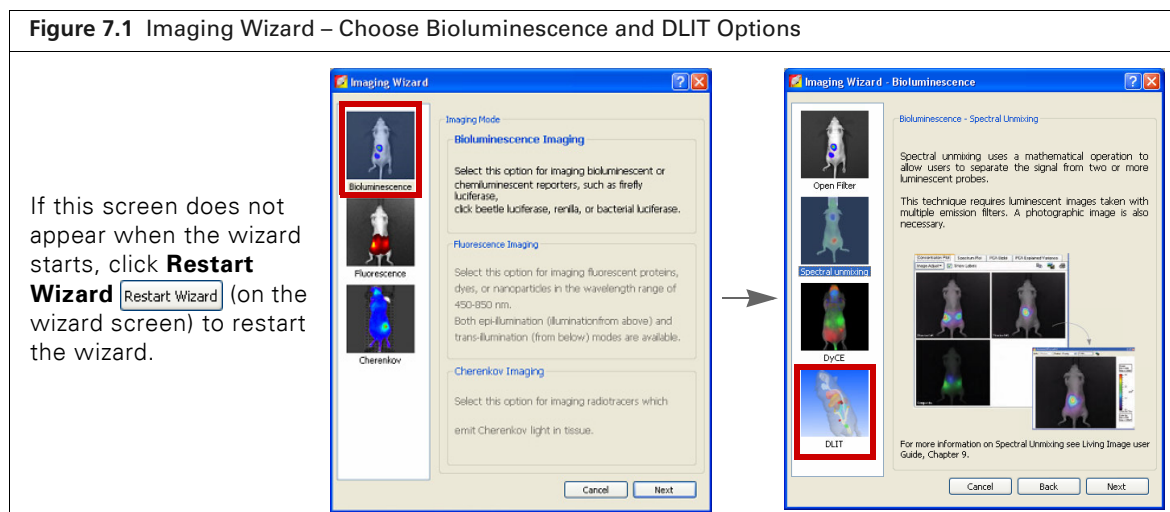 Figure 7.1 Imaging Wizard – Choose Bioluminescence and DLIT Options
If this screen does not
appear when the wizard
starts, click Restart
Wizard Restart Wizard (on the
wizard screen) to restart
the wizard.
Imaging Wizard
Bioluminescence
Fluorescence
Cherenkov
Imaging Mode
Bioluminescence Imaging
Select this option for imaging bioluminescent or
chemiluminescent reporters, such as firefly
luciferase,
click beetle luciferase, renilla, or bacterial luciferase.
Fluorescence Imaging
Select this option for imaging fluorescent proteins,
dyes, or nanoparticles in the wavelength range of
450-850 nm.
Both epi-illumination (illuminationfrom above) and
trans-illumination (from below) modes are available.
Cherenkov Imaging
Select this option for imaging radiotracers which
emit Cherenkov light in tissue.
Cancel Next
Imaging Wizard - Bioluminescence
Open Filter
Spectral unmixing
DyCE
DLIT
Bioluminescence - Spectral Unmixing
Spectral unmixing uses a mathematical operation to
allow users to separate the signal from two or more
luminescent probes.
This technique requires luminescent images taken with
multiple emission filters. A photographic image is also
necessary.
For more information on Spectral Unmixing see Living Image user
Guide, Chapter 9.
Cancel Back Next